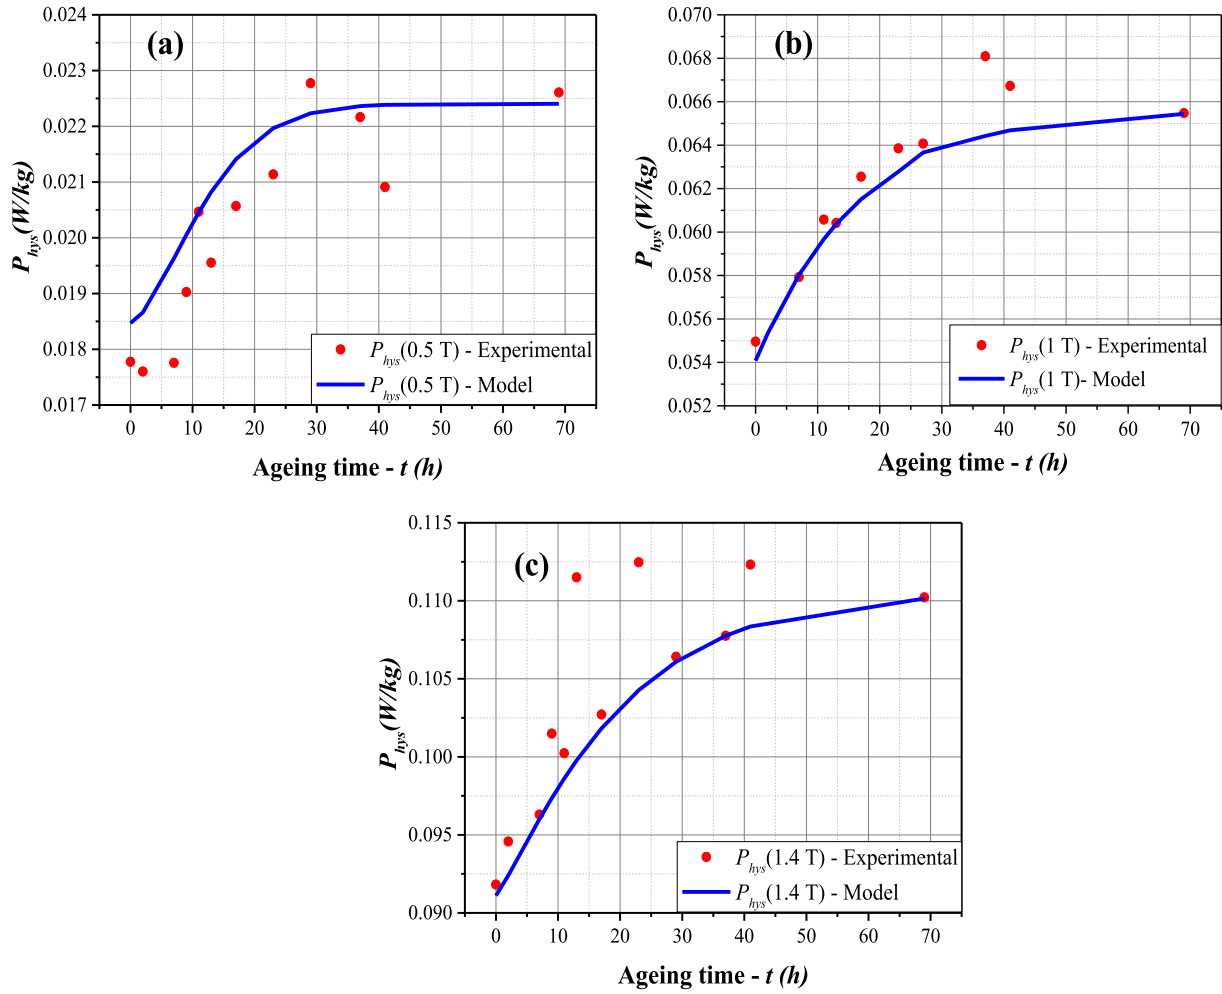 (a)
0.024
0.023
0.022
0.021
0.020
0.019
0.018
0.017
P_hys(W/kg)
P_hys(0.5 T) - Experimental
P_hys(0.5 T) - Model
0 10 20 30 40 50 60 70
Ageing time - t (h)
(b)
0.070
0.068
0.066
0.064
0.062
0.060
0.058
0.056
0.054
0.052
P_hys(W/kg)
P_hys(1 T) - Experimental
P_hys(1 T)- Model
0 10 20 30 40 50 60 70
Ageing time - t (h)
(c)
0.115
0.110
0.105
0.100
0.095
0.090
P_hys(W/kg)
P_hys(1.4 T) - Experimental
P_hys(1.4 T) - Model
0 10 20 30 40 50 60 70
Ageing time - t (h)